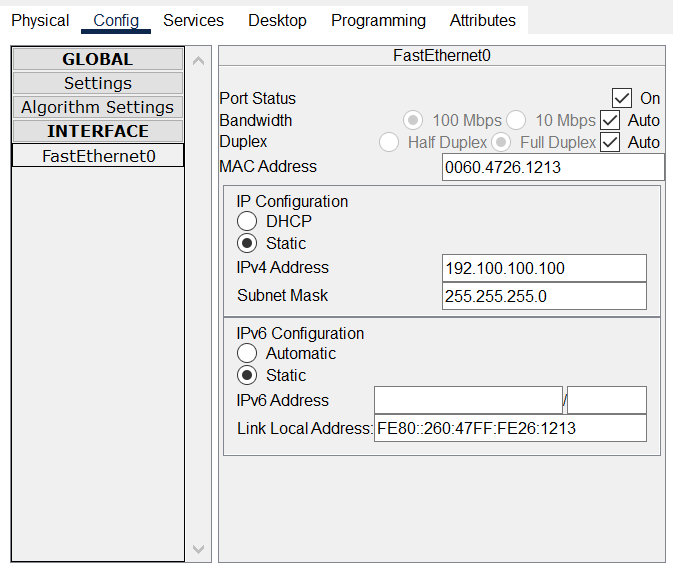 Physical Config Services Desktop Programming Attributes
GLOBAL
Settings
Algorithm Settings
INTERFACE
FastEthernet0
FastEthernet0
Port Status On
Bandwidth 100 Mbps 10 Mbps Auto
Duplex Half Duplex Full Duplex Auto
MAC Address 0060.4726.1213
IP Configuration
DHCP
Static
IPv4 Address 192.100.100.100
Subnet Mask 255.255.255.0
IPv6 Configuration
Automatic
Static
IPv6 Address /
Link Local Address: FE80::260:47FF:FE26:1213